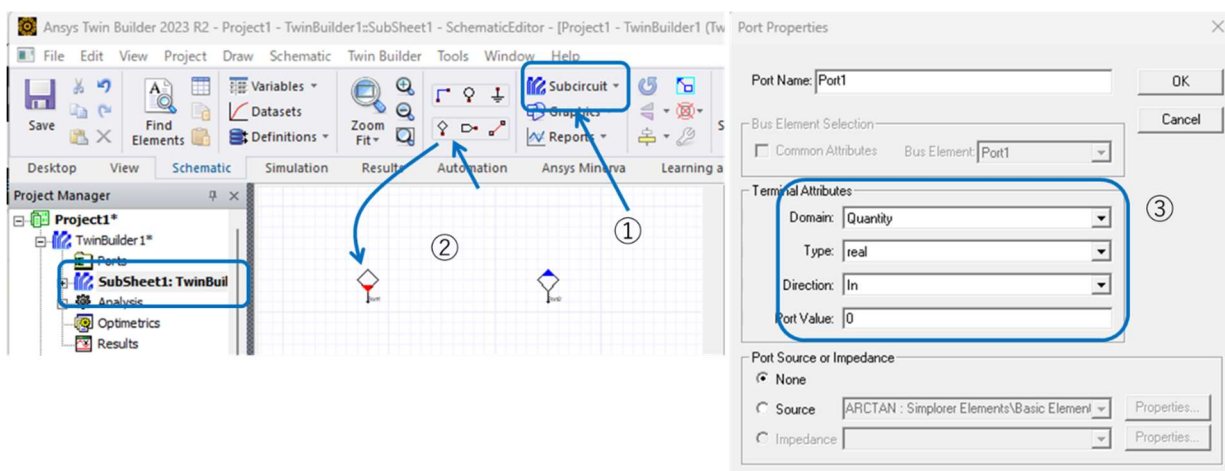 Ansys Twin Builder 2023 R2 - Project1 - TwinBuilder1=SubSheet1 - SchematicEditor - [Project1 - TwinBuilder1 (Tw
File Edit View Project Draw Schematic Twin Builder Tools Window Help
Save
Find
Elements
Variables
Datasets
Definitions
Zoom
Fit
Subcircuit
Graphics
Reports
S
Desktop View Schematic Simulation Results Automation Ansys Minerva Learning a
Project Manager
Project1*
TwinBuilder1*
Ports
SubSheet1: TwinBuil
Analysis
Optimetrics
Results
②
①
Port Properties
Port Name: Port1
OK
Cancel
Bus Element Selection
Common Attributes Bus Element: Port1
Terminal Attributes
Domain: Quantity
Type: real
Direction: In
Port Value: 0
③
Port Source or Impedance
None
Source ARCTAN : Simplorer Elements\Basic Element Properties...
Impedance Properties...